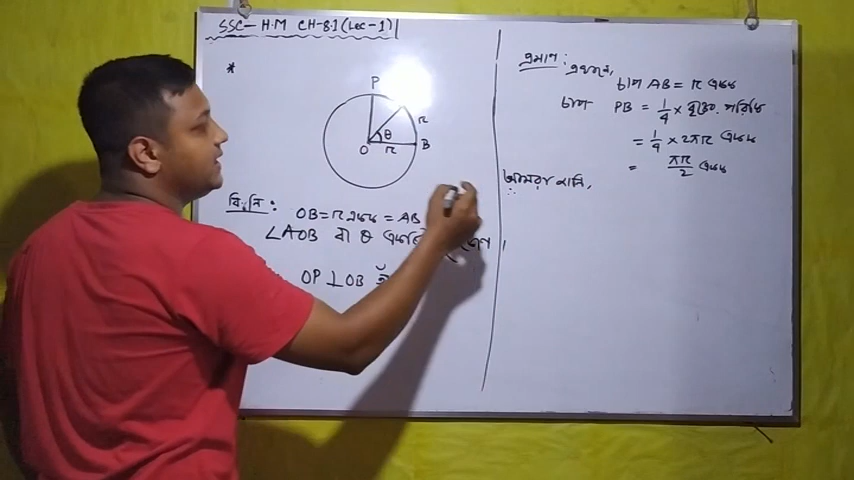 SSC- H.M CH-8.1 (Lec-1)
*
P
r
θ
O
r
B
বি:নি: OB = r একক = AB
∠AOB বা θ
OP ⊥ OB
প্রমাণ: এখানে,
চাপ AB = r একক
চাপ PB = 1/4 × বৃত্তের পরিধি
= 1/4 × 2πr একক
= πr/2 একক
আমরা জানি,
∴